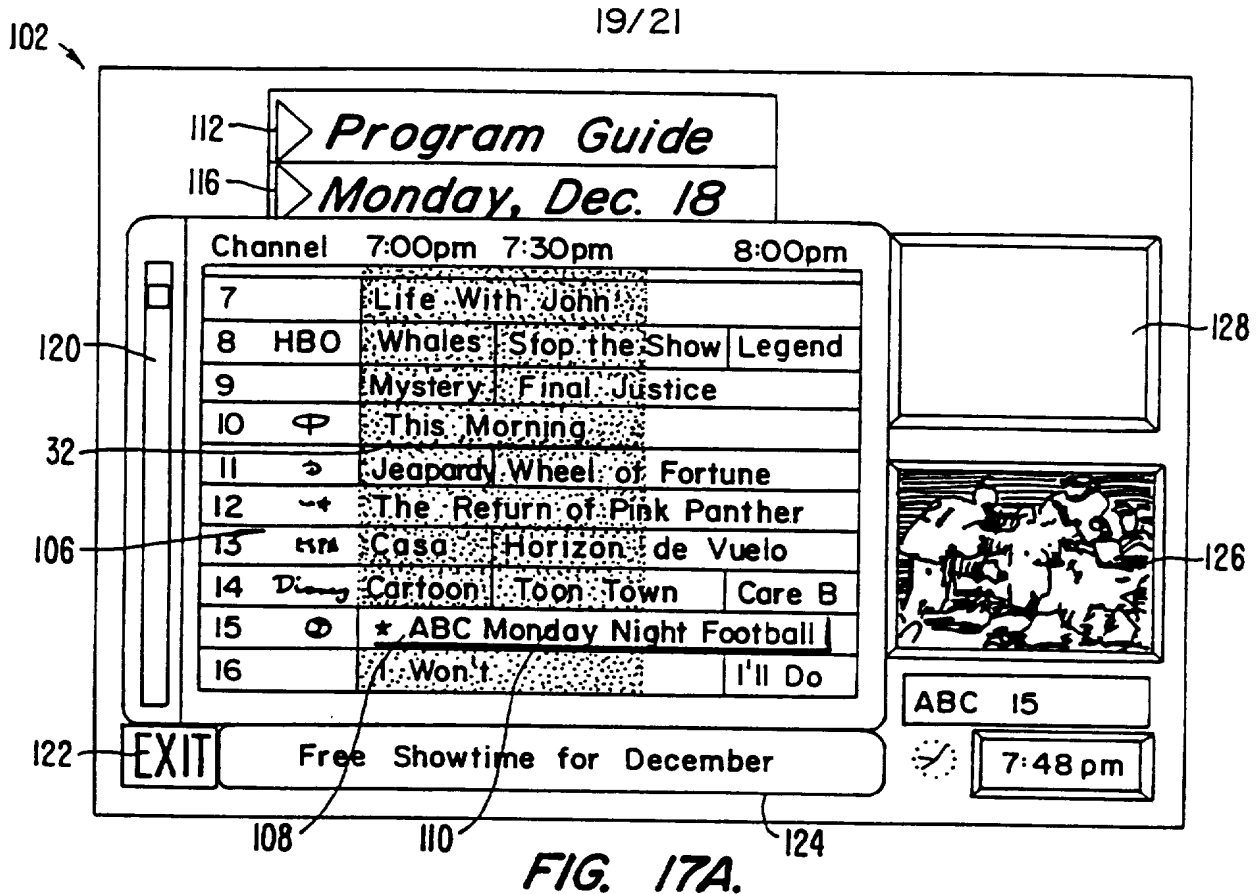 19/21
102
112 Program Guide
116 Monday, Dec. 18
Channel 7:00pm 7:30pm 8:00pm
7 Life With John
8 HBO Whales Stop the Show Legend
9 Mystery Final Justice
10 This Morning
11 Jeapardy Wheel of Fortune
12 The Return of Pink Panther
13 Casa Horizon de Vuelo
14 Disney Cartoon Toon Town Care B
15 * ABC Monday Night Football
16 I Won't I'll Do
120
32
106
128
126
ABC 15
7:48 pm
122 EXIT Free Showtime for December
108 110 124
FIG. 17A.